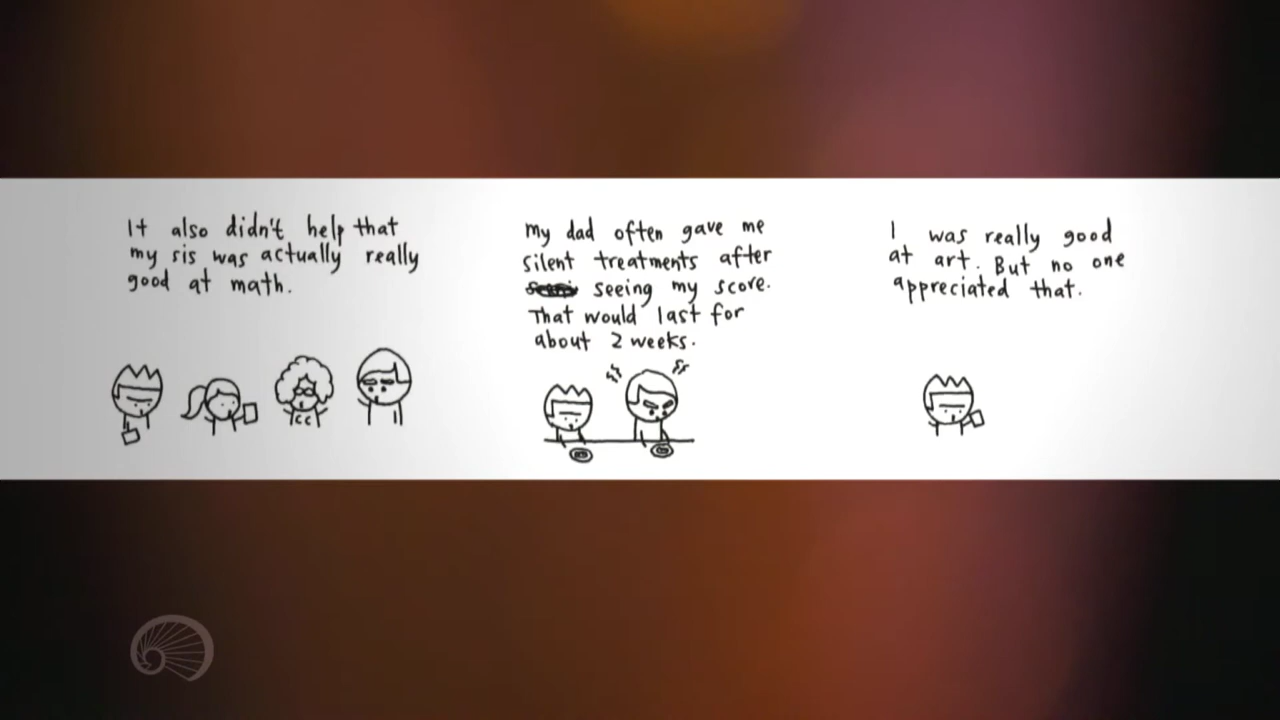 It also didn't help that
my sis was actually really
good at math.
My dad often gave me
silent treatments after
seeing my score.
That would last for
about 2 weeks.
I was really good
at art. But no one
appreciated that.